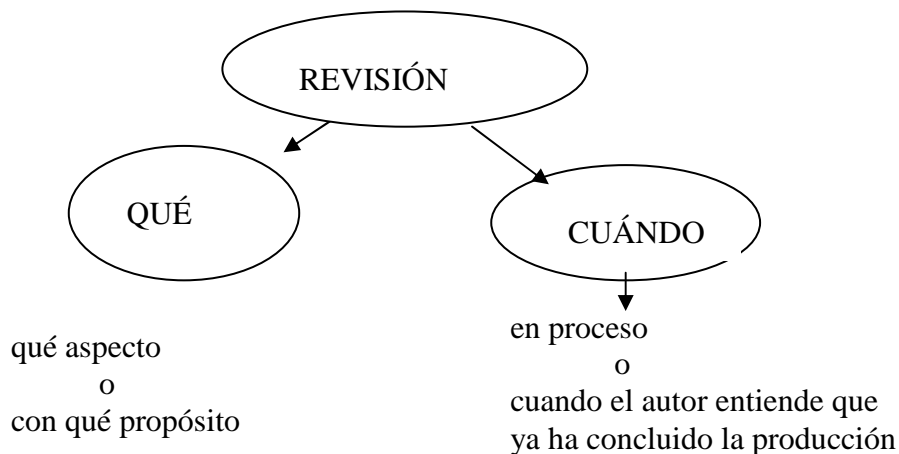 REVISIÓN
QUÉ
CUÁNDO
qué aspecto
o
con qué propósito
en proceso
o
cuando el autor entiende que
ya ha concluido la producción